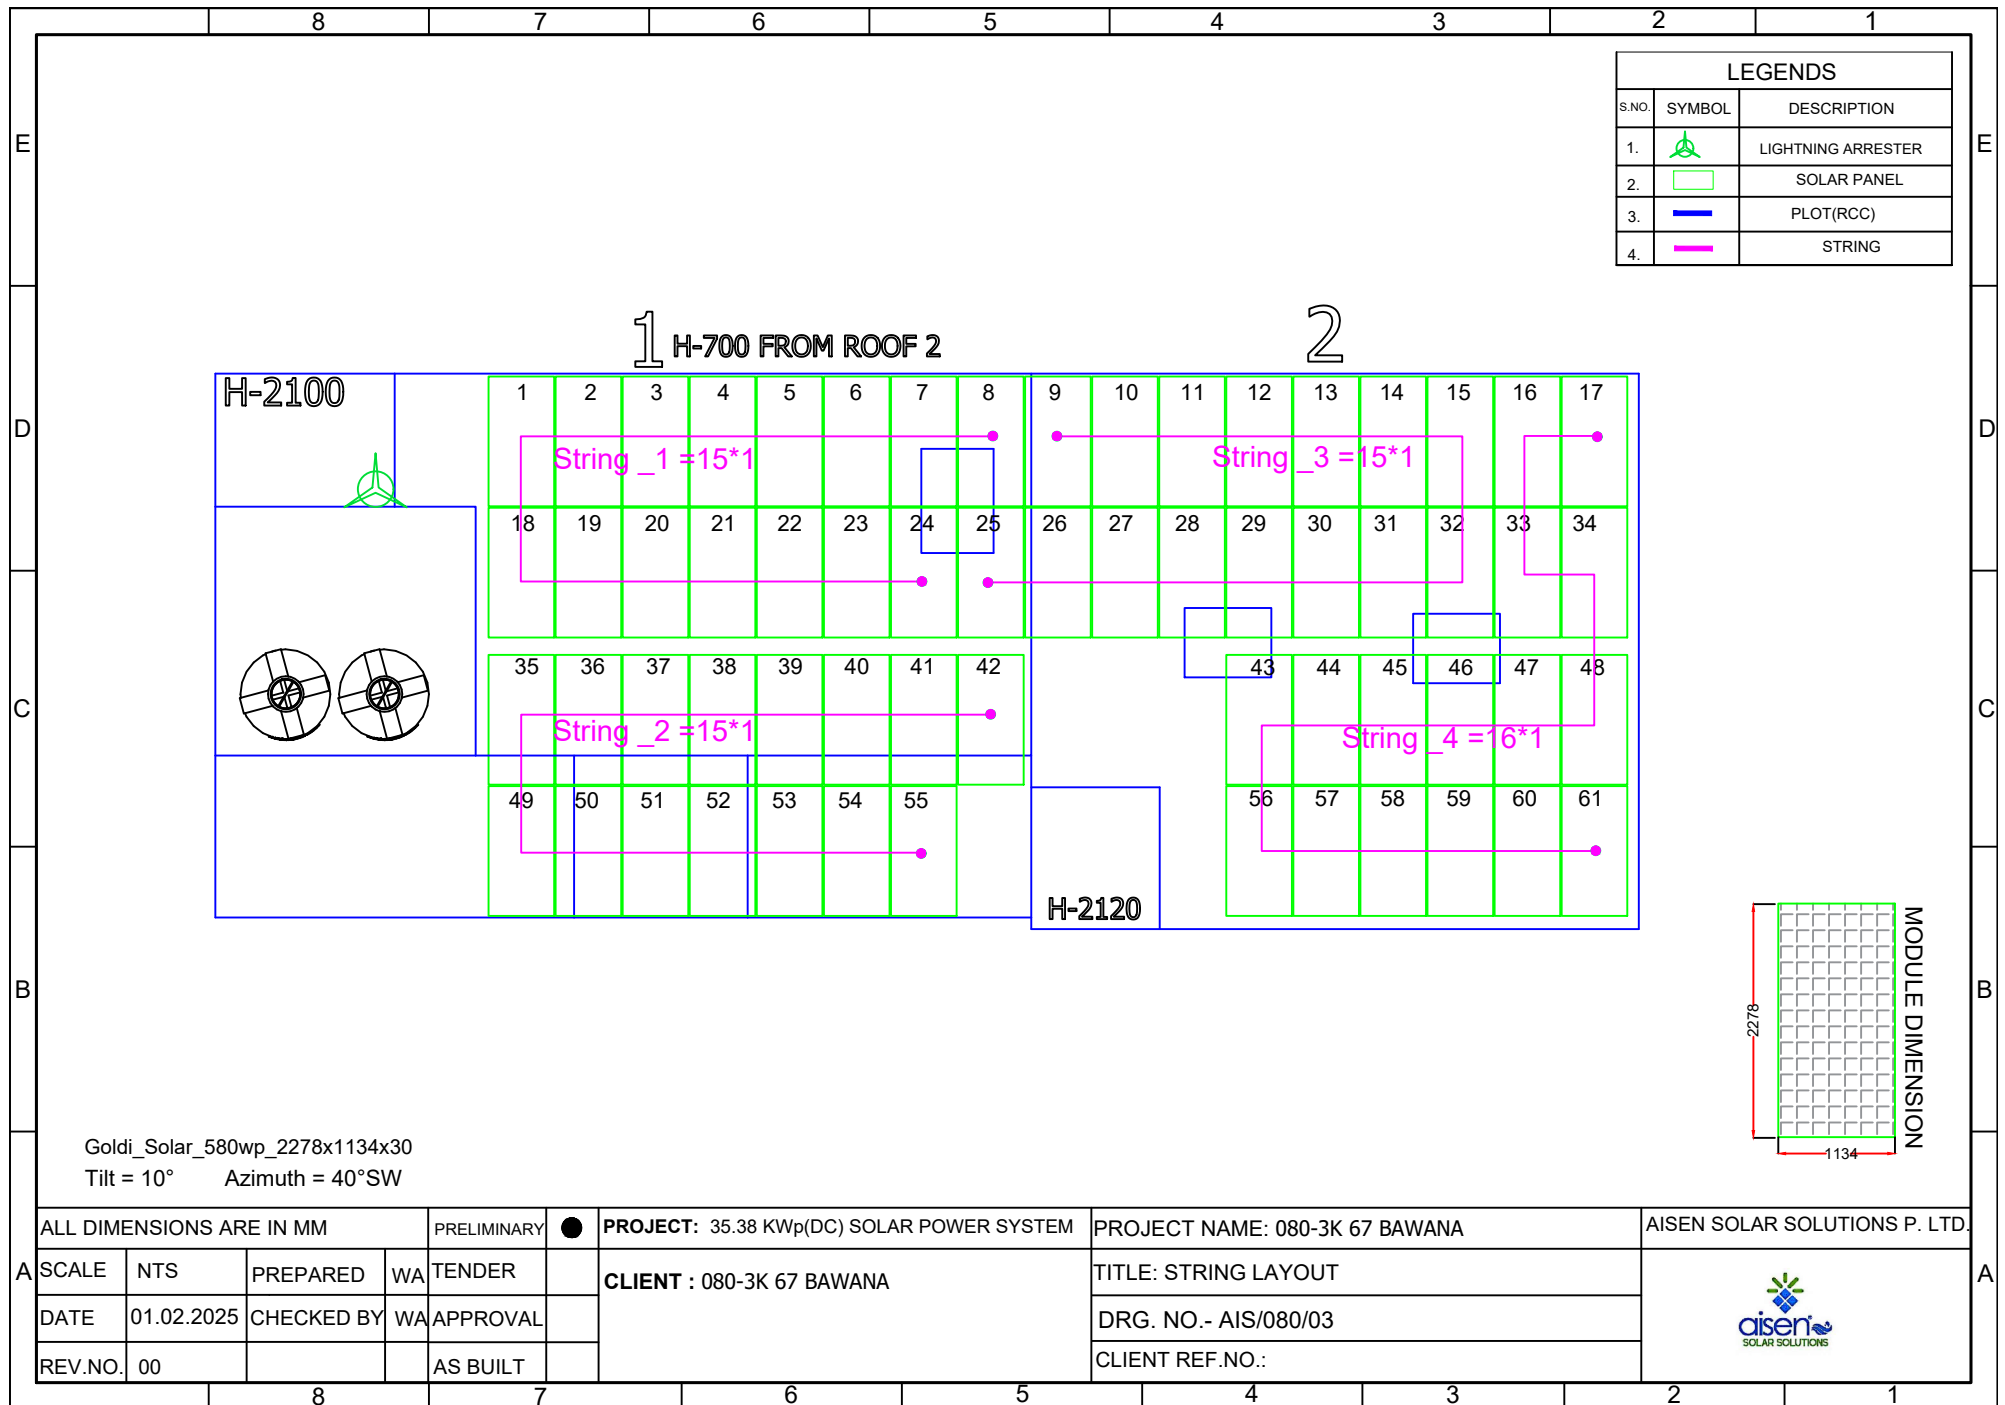 8 7 6 5 4 3 2 1
LEGENDS
S.NO. SYMBOL DESCRIPTION
1. LIGHTNING ARRESTER
2. SOLAR PANEL
3. PLOT(RCC)
4. STRING
E E
D D
C C
B B
A A
1 H-700 FROM ROOF 2
2
H-2100
1 2 3 4 5 6 7 8 9 10 11 12 13 14 15 16 17
String _1 =15*1
String _3 =15*1
18 19 20 21 22 23 24 25 26 27 28 29 30 31 32 33 34
35 36 37 38 39 40 41 42 43 44 45 46 47 48
String _2 =15*1
String _4 =16*1
49 50 51 52 53 54 55 56 57 58 59 60 61
H-2120
2278
1134
MODULE DIMENSION
Goldi_Solar_580wp_2278x1134x30
Tilt = 10° Azimuth = 40°SW
ALL DIMENSIONS ARE IN MM
SCALE NTS PREPARED WA
DATE 01.02.2025 CHECKED BY WA
REV.NO. 00
PRELIMINARY
TENDER
APPROVAL
AS BUILT
PROJECT: 35.38 KWp(DC) SOLAR POWER SYSTEM
CLIENT : 080-3K 67 BAWANA
PROJECT NAME: 080-3K 67 BAWANA
TITLE: STRING LAYOUT
DRG. NO.- AIS/080/03
CLIENT REF.NO.:
AISEN SOLAR SOLUTIONS P. LTD.
aisen
SOLAR SOLUTIONS
8 7 6 5 4 3 2 1